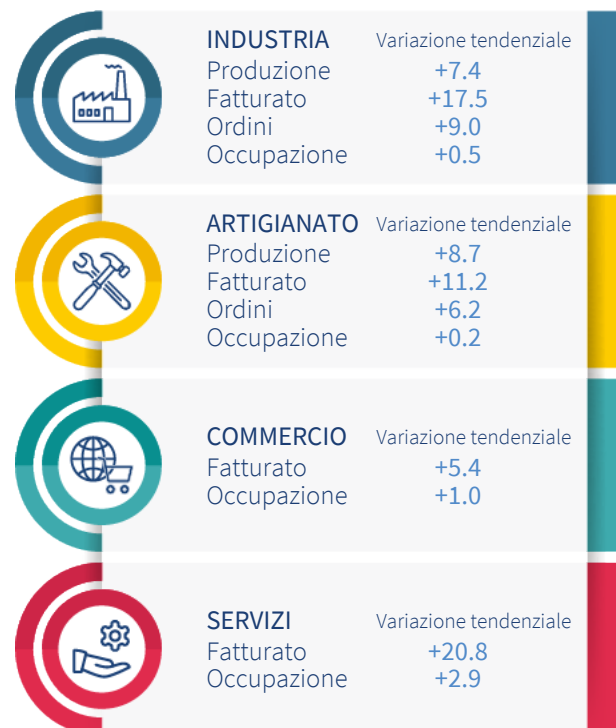 INDUSTRIA Variazione tendenziale
Produzione +7.4
Fatturato +17.5
Ordini +9.0
Occupazione +0.5
ARTIGIANATO Variazione tendenziale
Produzione +8.7
Fatturato +11.2
Ordini +6.2
Occupazione +0.2
COMMERCIO Variazione tendenziale
Fatturato +5.4
Occupazione +1.0
SERVIZI Variazione tendenziale
Fatturato +20.8
Occupazione +2.9